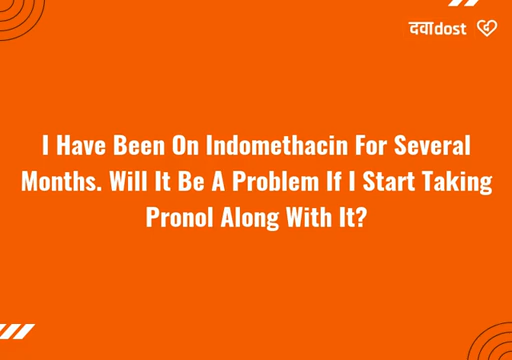 दवाdost
I Have Been On Indomethacin For Several
Months. Will It Be A Problem If I Start Taking
Pronol Along With It?